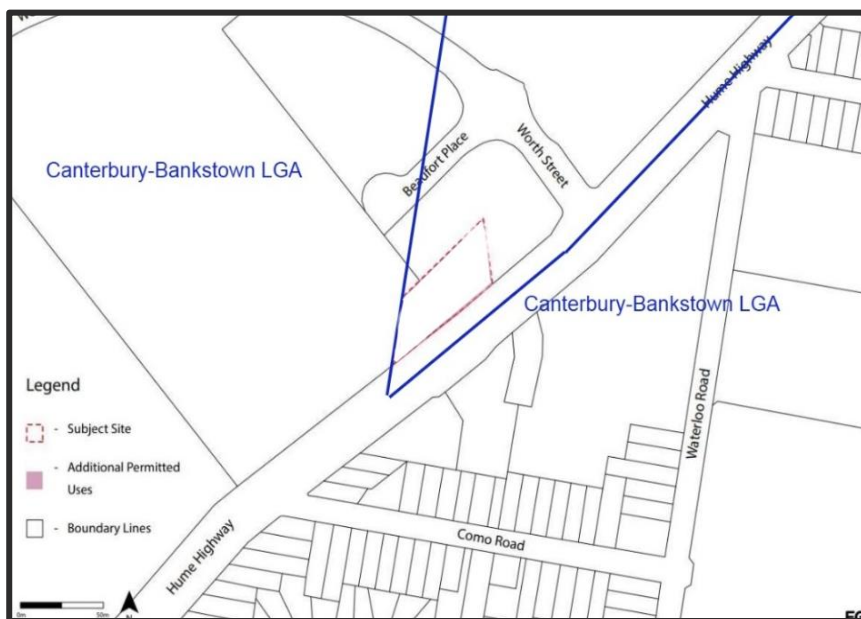 Hume Highway
Beaufort Place
Worth Street
Canterbury-Bankstown LGA
Canterbury-Bankstown LGA
Waterloo Road
Legend
- Subject Site
- Additional Permitted
Uses
- Boundary Lines
Hume Highway
Como Road
0m 50m
N